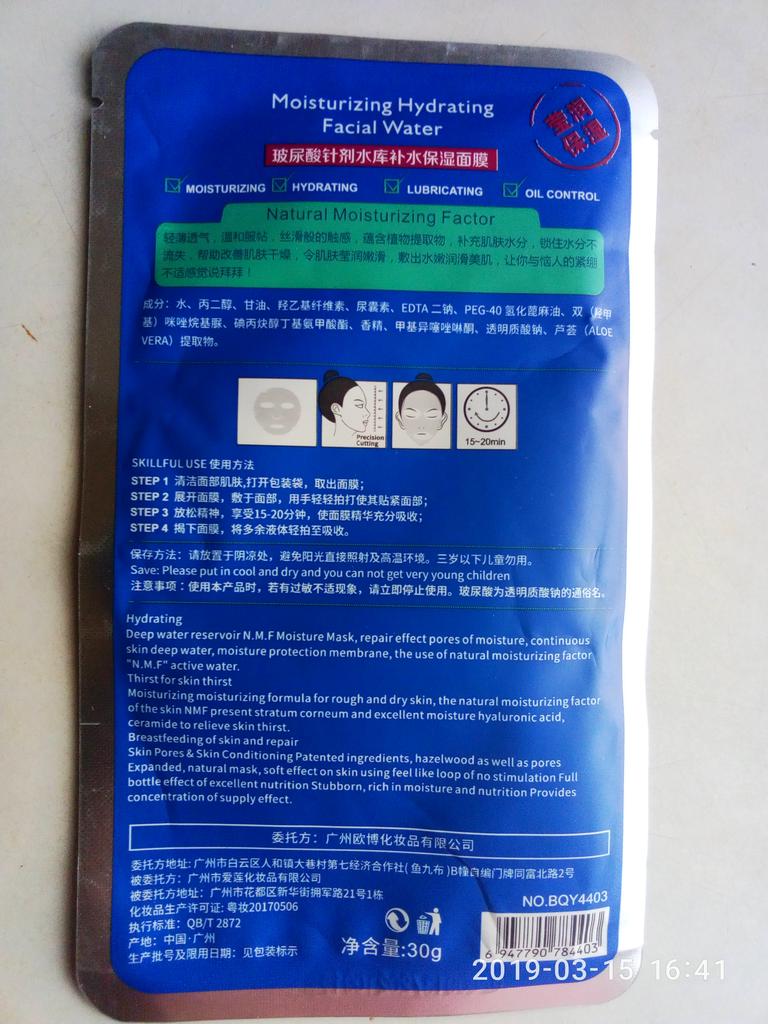 Moisturizing Hydrating
Facial Water
莹润
保湿
玻尿酸针剂水库补水保湿面膜
MOISTURIZING HYDRATING LUBRICATING OIL CONTROL
Natural Moisturizing Factor
轻薄透气，温和服帖，丝滑般的触感，蕴含植物提取物，补充肌肤水分，锁住水分不
流失，帮助改善肌肤干燥，令肌肤莹润嫩滑，敷出水嫩润滑美肌，让你与恼人的紧绷
不适感觉说拜拜！
成分：水、丙二醇、甘油、羟乙基纤维素、尿囊素、EDTA 二钠、PEG-40 氢化蓖麻油、双（羟甲
基）咪唑烷基脲、碘丙炔醇丁基氨甲酸酯、香精、甲基异噻唑啉酮、透明质酸钠、芦荟（ALOE
VERA）提取物。
Precision
Cutting
15~20min
SKILLFUL USE 使用方法
STEP 1 清洁面部肌肤,打开包装袋，取出面膜；
STEP 2 展开面膜，敷于面部，用手轻轻拍打使其贴紧面部；
STEP 3 放松精神，享受15-20分钟，使面膜精华充分吸收；
STEP 4 揭下面膜，将多余液体轻拍至吸收。
保存方法：请放置于阴凉处，避免阳光直接照射及高温环境。三岁以下儿童勿用。
Save: Please put in cool and dry and you can not get very young children
注意事项：使用本产品时，若有过敏不适现象，请立即停止使用。玻尿酸为透明质酸钠的通俗名。
Hydrating
Deep water reservoir N.M.F Moisture Mask, repair effect pores of moisture, continuous
skin deep water, moisture protection membrane, the use of natural moisturizing factor
"N.M.F" active water.
Thirst for skin thirst
Moisturizing moisturizing formula for rough and dry skin, the natural moisturizing factor
of the skin NMF present stratum corneum and excellent moisture hyaluronic acid,
ceramide to relieve skin thirst.
Breastfeeding of skin and repair
Skin Pores & Skin Conditioning Patented ingredients, hazelwood as well as pores
Expanded, natural mask, soft effect on skin using feel like loop of no stimulation Full
bottle effect of excellent nutrition Stubborn, rich in moisture and nutrition Provides
concentration of supply effect.
委托方：广州欧博化妆品有限公司
委托方地址: 广州市白云区人和镇大巷村第七经济合作社( 鱼九布 )B幢自编门牌同富北路2号
被委托方：广州市爱莲化妆品有限公司
被委托方地址：广州市花都区新华街拥军路21号1栋
化妆品生产许可证: 粤妆20170506
执行标准：QB/T 2872
产地：中国·广州
生产批号及限用日期：见包装标示
净含量:30g
NO.BQY4403
6 947790 784403
2019-03-15 16:41